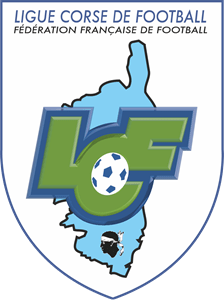 LIGUE CORSE DE FOOTBALL
FÉDÉRATION FRANÇAISE DE FOOTBALL
LCF